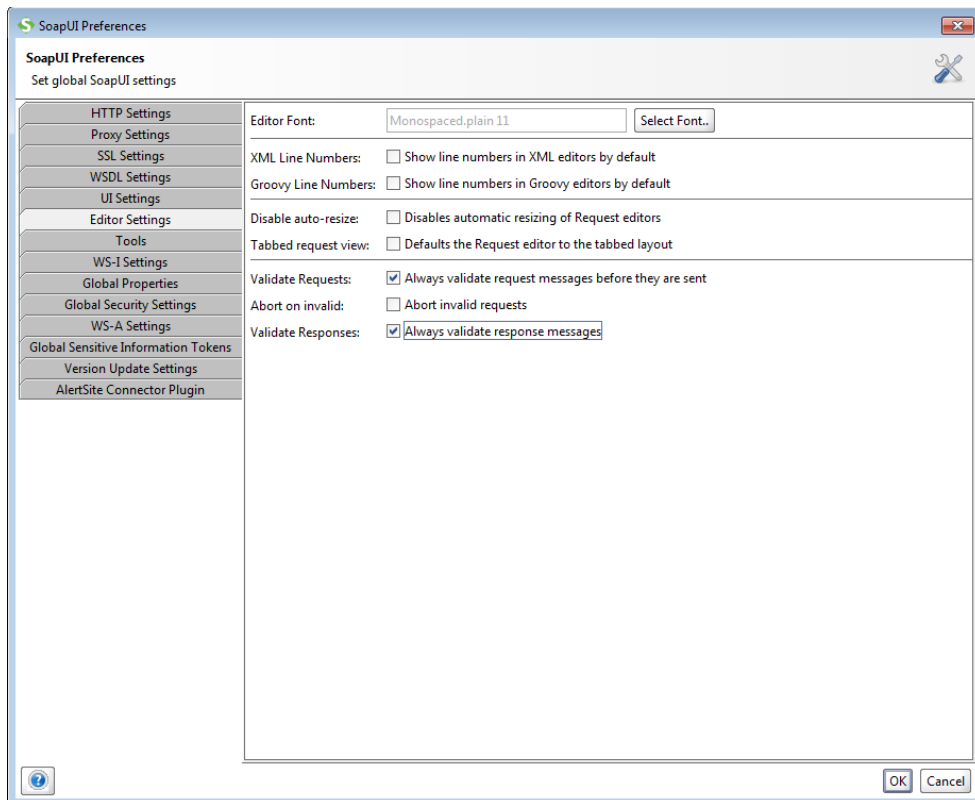 SoapUI Preferences
SoapUI Preferences
Set global SoapUI settings
HTTP Settings
Proxy Settings
SSL Settings
WSDL Settings
UI Settings
Editor Settings
Tools
WS-I Settings
Global Properties
Global Security Settings
WS-A Settings
Global Sensitive Information Tokens
Version Update Settings
AlertSite Connector Plugin
Editor Font: Monospaced.plain 11 Select Font..
XML Line Numbers: Show line numbers in XML editors by default
Groovy Line Numbers: Show line numbers in Groovy editors by default
Disable auto-resize: Disables automatic resizing of Request editors
Tabbed request view: Defaults the Request editor to the tabbed layout
Validate Requests: Always validate request messages before they are sent
Abort on invalid: Abort invalid requests
Validate Responses: Always validate response messages
? OK Cancel